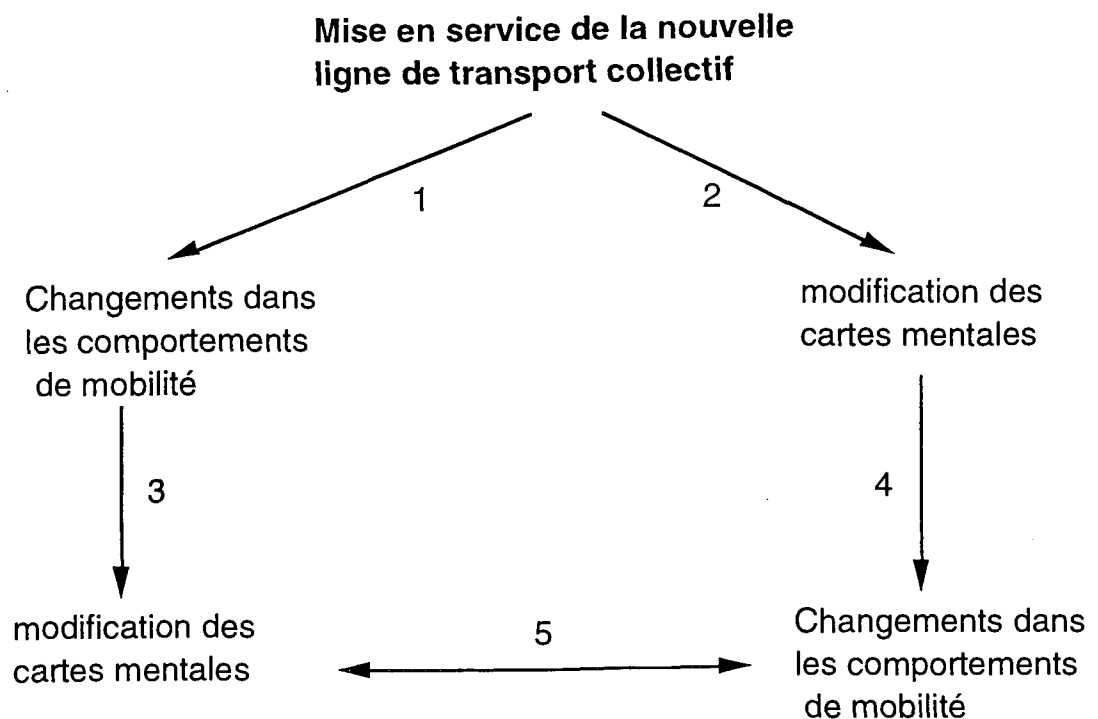 Mise en service de la nouvelle
ligne de transport collectif
1
2
Changements dans
les comportements
de mobilité
modification des
cartes mentales
3
4
modification des
cartes mentales
5
Changements dans
les comportements
de mobilité